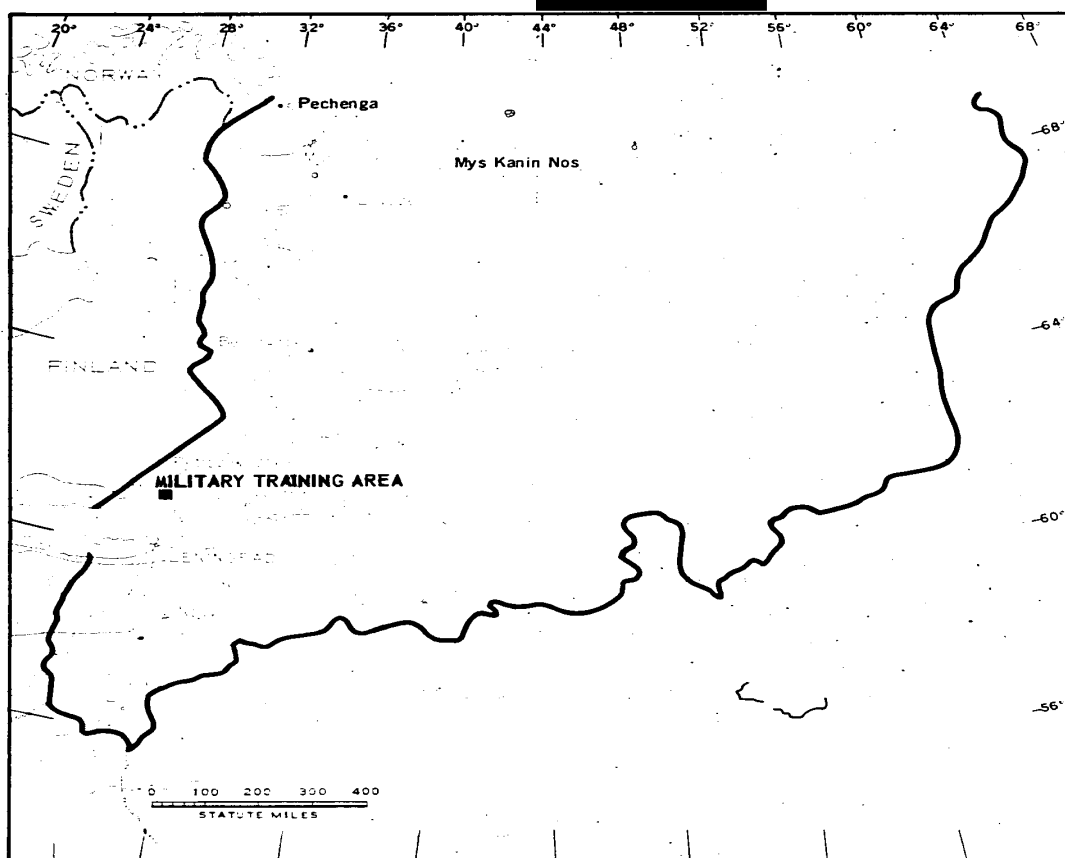 20° 24° 28° 32° 36° 40° 44° 48° 52° 56° 60° 64° 68°
NORWAY
Pechenga
68°
Mys Kanin Nos
SWEDEN
64°
FINLAND
MILITARY TRAINING AREA
60°
LENINGRAD
56°
0 100 200 300 400
STATUTE MILES